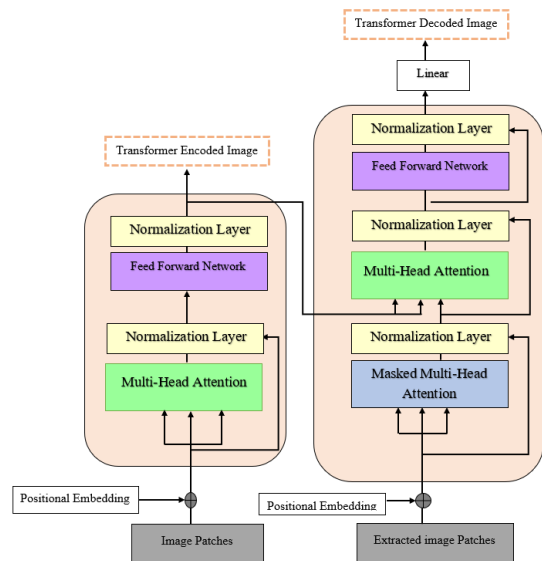 Transformer Decoded Image
Linear
Normalization Layer
Feed Forward Network
Normalization Layer
Multi-Head Attention
Normalization Layer
Masked Multi-Head
Attention
Positional Embedding
Extracted image Patches
Transformer Encoded Image
Normalization Layer
Feed Forward Network
Normalization Layer
Multi-Head Attention
Positional Embedding
Image Patches